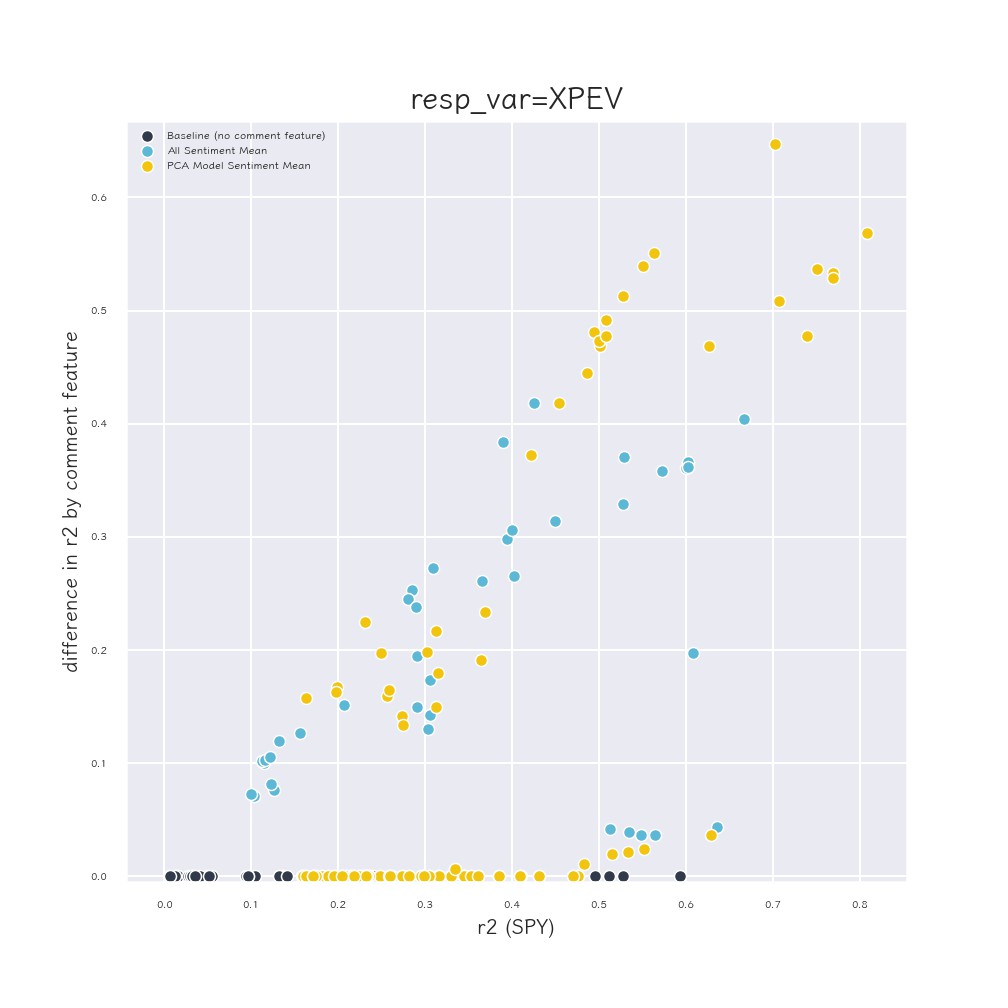 resp_var=XPEV
Baseline (no comment feature)
All Sentiment Mean
PCA Model Sentiment Mean
difference in r2 by comment feature
0.6
0.5
0.4
0.3
0.2
0.1
0.0
0.0 0.1 0.2 0.3 0.4 0.5 0.6 0.7 0.8
r2 (SPY)